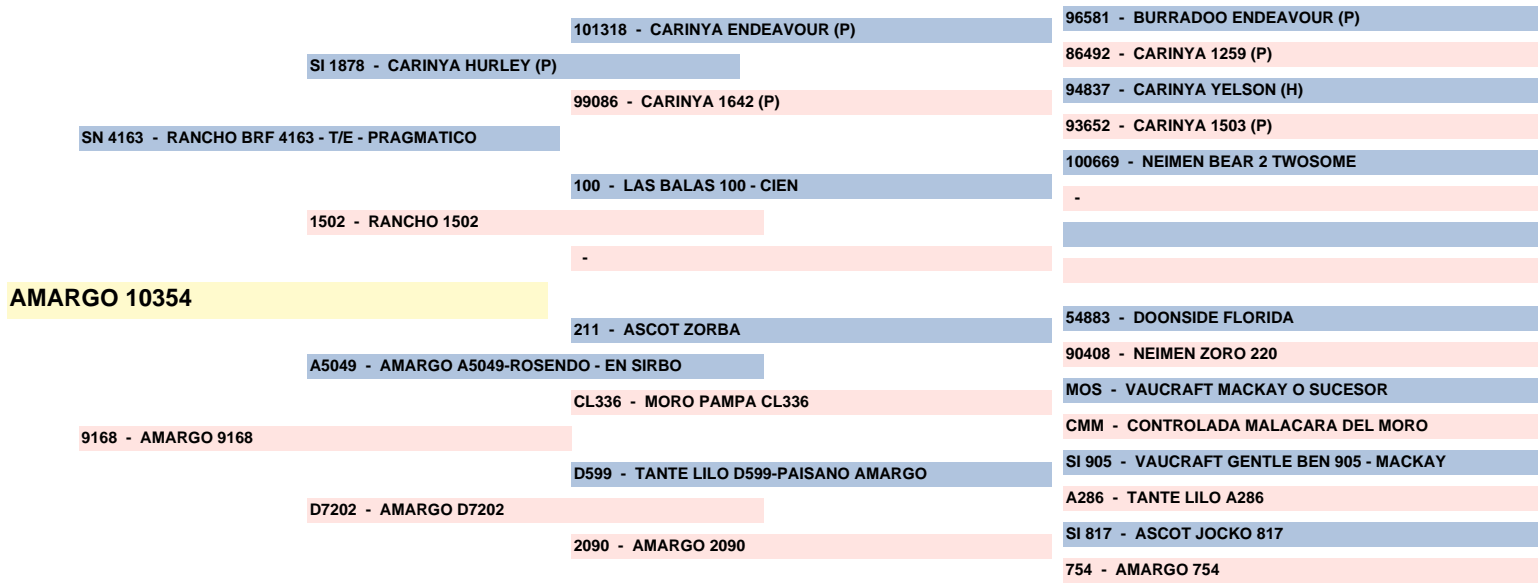 96581 - BURRADOO ENDEAVOUR (P)
101318 - CARINYA ENDEAVOUR (P)
86492 - CARINYA 1259 (P)
SI 1878 - CARINYA HURLEY (P)
94837 - CARINYA YELSON (H)
99086 - CARINYA 1642 (P)
93652 - CARINYA 1503 (P)
SN 4163 - RANCHO BRF 4163 - T/E - PRAGMATICO
100669 - NEIMEN BEAR 2 TWOSOME
100 - LAS BALAS 100 - CIEN
-
1502 - RANCHO 1502
-
AMARGO 10354
54883 - DOONSIDE FLORIDA
211 - ASCOT ZORBA
90408 - NEIMEN ZORO 220
A5049 - AMARGO A5049-ROSENDO - EN SIRBO
MOS - VAUCRAFT MACKAY O SUCESOR
CL336 - MORO PAMPA CL336
CMM - CONTROLADA MALACARA DEL MORO
9168 - AMARGO 9168
SI 905 - VAUCRAFT GENTLE BEN 905 - MACKAY
D599 - TANTE LILO D599-PAISANO AMARGO
A286 - TANTE LILO A286
D7202 - AMARGO D7202
SI 817 - ASCOT JOCKO 817
2090 - AMARGO 2090
754 - AMARGO 754